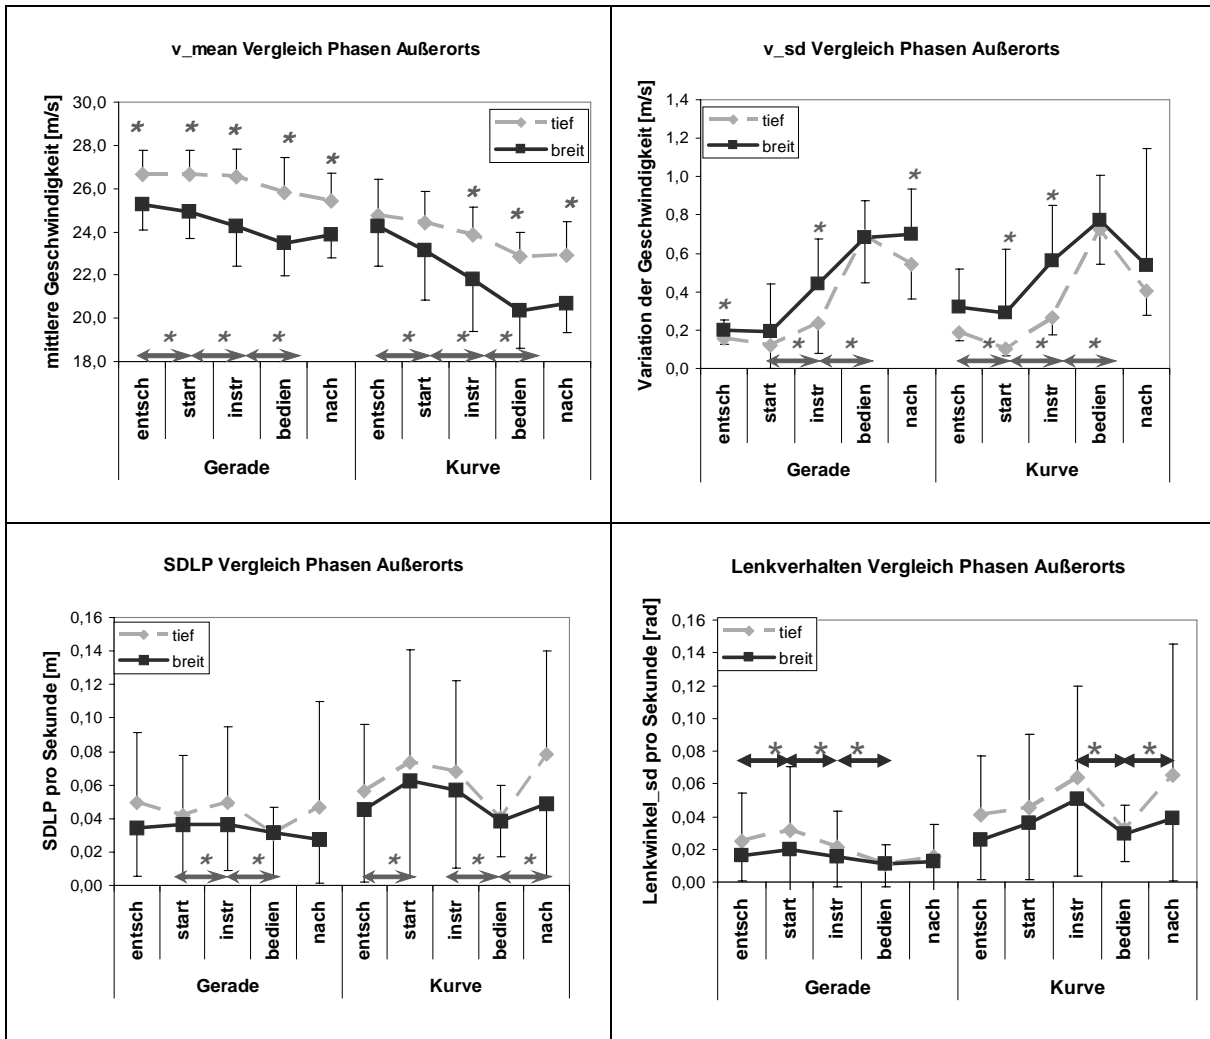 v_mean Vergleich Phasen Außerorts
mittlere Geschwindigkeit [m/s]
30,0
28,0
26,0
24,0
22,0
20,0
18,0
tief
breit
* * * * * * * *
* * * * * *
entsch start instr bedien nach entsch start instr bedien nach
Gerade Kurve
v_sd Vergleich Phasen Außerorts
Variation der Geschwindigkeit [m/s]
1,4
1,2
1,0
0,8
0,6
0,4
0,2
0,0
tief
breit
* * * * *
* * * * *
entsch start instr bedien nach entsch start instr bedien nach
Gerade Kurve
SDLP Vergleich Phasen Außerorts
SDLP pro Sekunde [m]
0,16
0,14
0,12
0,10
0,08
0,06
0,04
0,02
0,00
tief
breit
* * * * *
entsch start instr bedien nach entsch start instr bedien nach
Gerade Kurve
Lenkverhalten Vergleich Phasen Außerorts
Lenkwinkel_sd pro Sekunde [rad]
0,16
0,14
0,12
0,10
0,08
0,06
0,04
0,02
0,00
tief
breit
* * * * *
entsch start instr bedien nach entsch start instr bedien nach
Gerade Kurve